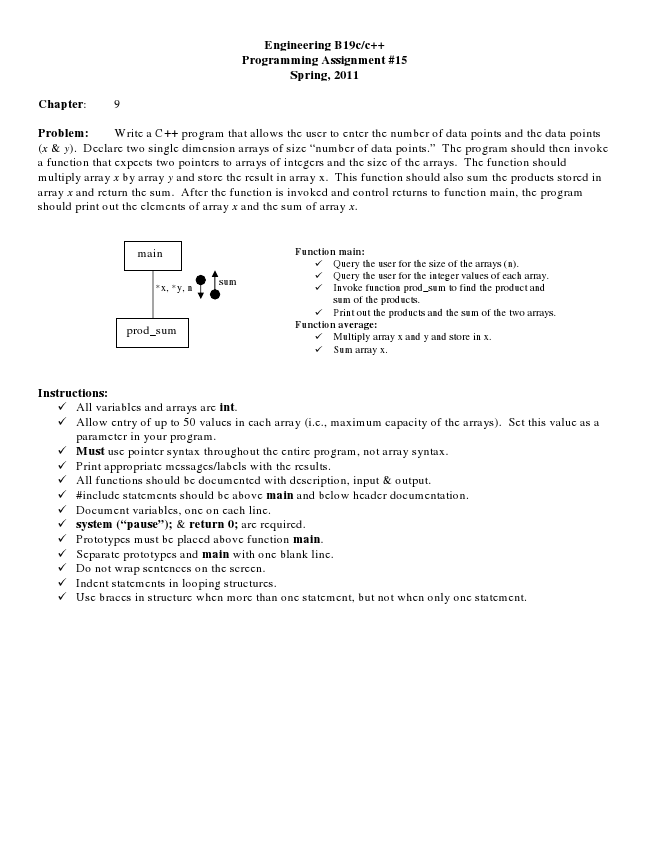 Engineering B19c/c++
Programming Assignment #15
Spring, 2011
Chapter: 9
Problem: Write a C++ program that allows the user to enter the number of data points and the data points
(x & y). Declare two single dimension arrays of size “number of data points.” The program should then invoke
a function that expects two pointers to arrays of integers and the size of the arrays. The function should
multiply array x by array y and store the result in array x. This function should also sum the products stored in
array x and return the sum. After the function is invoked and control returns to function main, the program
should print out the elements of array x and the sum of array x.
main
*x, *y, n
sum
prod_sum
Function main:
✓ Query the user for the size of the arrays (n).
✓ Query the user for the integer values of each array.
✓ Invoke function prod_sum to find the product and
sum of the products.
✓ Print out the products and the sum of the two arrays.
Function average:
✓ Multiply array x and y and store in x.
✓ Sum array x.
Instructions:
✓ All variables and arrays are int.
✓ Allow entry of up to 50 values in each array (i.e., maximum capacity of the arrays). Set this value as a
parameter in your program.
✓ Must use pointer syntax throughout the entire program, not array syntax.
✓ Print appropriate messages/labels with the results.
✓ All functions should be documented with description, input & output.
✓ #include statements should be above main and below header documentation.
✓ Document variables, one on each line.
✓ system (“pause”); & return 0; are required.
✓ Prototypes must be placed above function main.
✓ Separate prototypes and main with one blank line.
✓ Do not wrap sentences on the screen.
✓ Indent statements in looping structures.
✓ Use braces in structure when more than one statement, but not when only one statement.